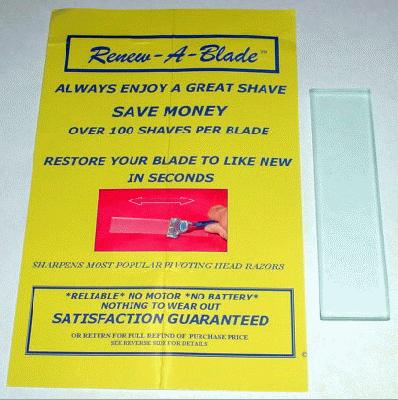 Renew-A-Blade™
ALWAYS ENJOY A GREAT SHAVE
SAVE MONEY
OVER 100 SHAVES PER BLADE
RESTORE YOUR BLADE TO LIKE NEW
IN SECONDS
SHARPENS MOST POPULAR PIVOTING HEAD RAZORS
*RELIABLE* NO MOTOR *NO BATTERY*
NOTHING TO WEAR OUT
SATISFACTION GUARANTEED
OR RETURN FOR FULL REFUND OF PURCHASE PRICE
SEE REVERSE SIDE FOR DETAILS
©